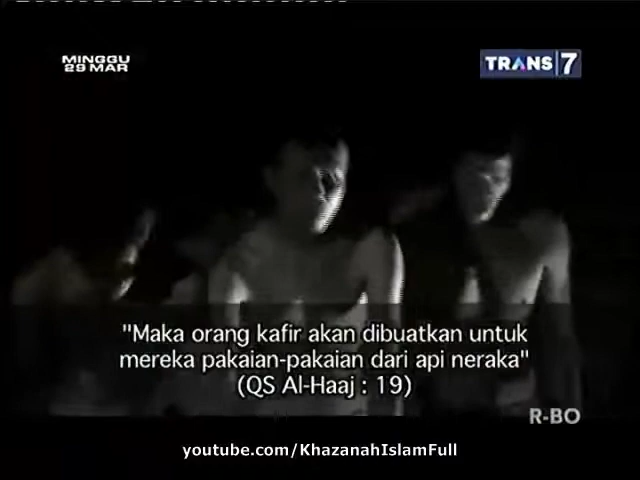 MINGGU
29 MAR
TRANS 7
"Maka orang kafir akan dibuatkan untuk
mereka pakaian-pakaian dari api neraka"
(QS Al-Haaj : 19)
R-BO
youtube.com/KhazanahIslamFull